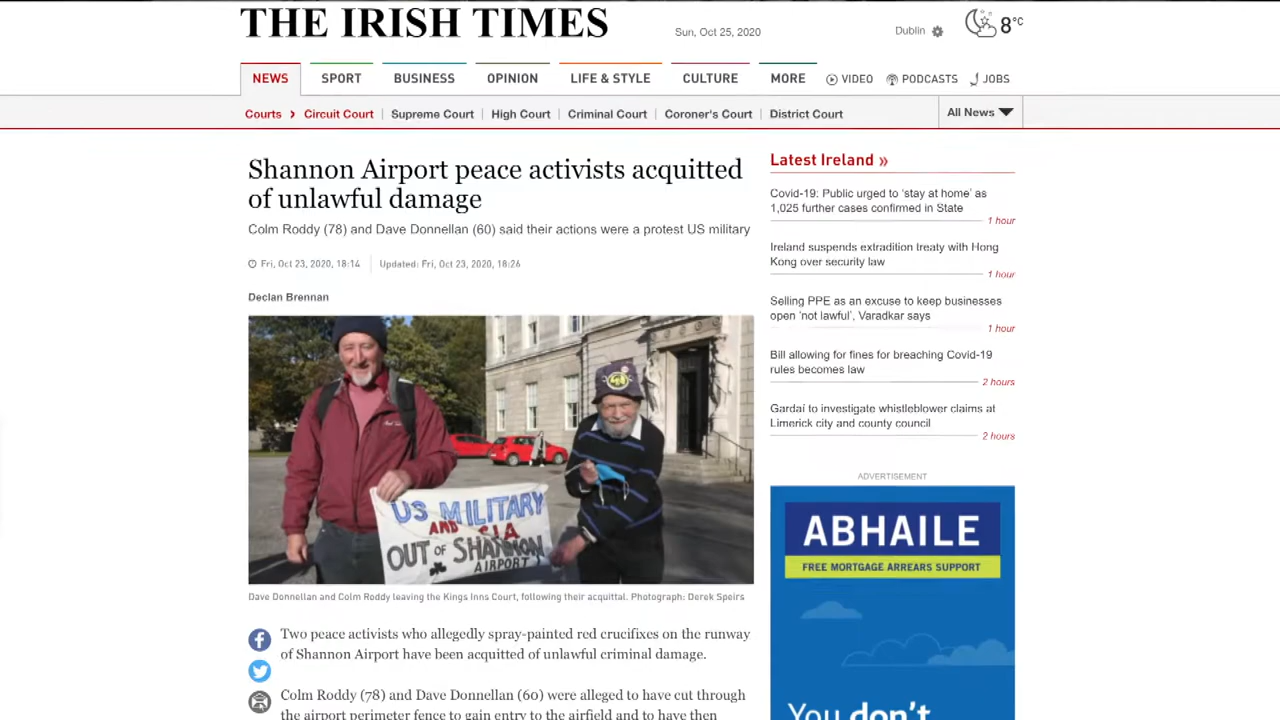 THE IRISH TIMES
Sun, Oct 25, 2020
Dublin
8°C
NEWS
SPORT
BUSINESS
OPINION
LIFE & STYLE
CULTURE
MORE
VIDEO
PODCASTS
JOBS
Courts
Circuit Court
Supreme Court
High Court
Criminal Court
Coroner's Court
District Court
All News
Shannon Airport peace activists acquitted
of unlawful damage
Colm Roddy (78) and Dave Donnellan (60) said their actions were a protest US military
Fri, Oct 23, 2020, 18:14
Updated: Fri, Oct 23, 2020, 18:26
Declan Brennan
US MILITARY
AND CIA
OUT OF SHANNON
AIRPORT
Dave Donnellan and Colm Roddy leaving the Kings Inns Court, following their acquittal. Photograph: Derek Speirs
Two peace activists who allegedly spray-painted red crucifixes on the runway
of Shannon Airport have been acquitted of unlawful criminal damage.
Colm Roddy (78) and Dave Donnellan (60) were alleged to have cut through
the airport perimeter fence to gain entry to the airfield and to have then
Latest Ireland »
Covid-19: Public urged to ‘stay at home’ as
1,025 further cases confirmed in State
1 hour
Ireland suspends extradition treaty with Hong
Kong over security law
1 hour
Selling PPE as an excuse to keep businesses
open ‘not lawful’, Varadkar says
1 hour
Bill allowing for fines for breaching Covid-19
rules becomes law
2 hours
Gardaí to investigate whistleblower claims at
Limerick city and county council
2 hours
ADVERTISEMENT
ABHAILE
FREE MORTGAGE ARREARS SUPPORT
You don't